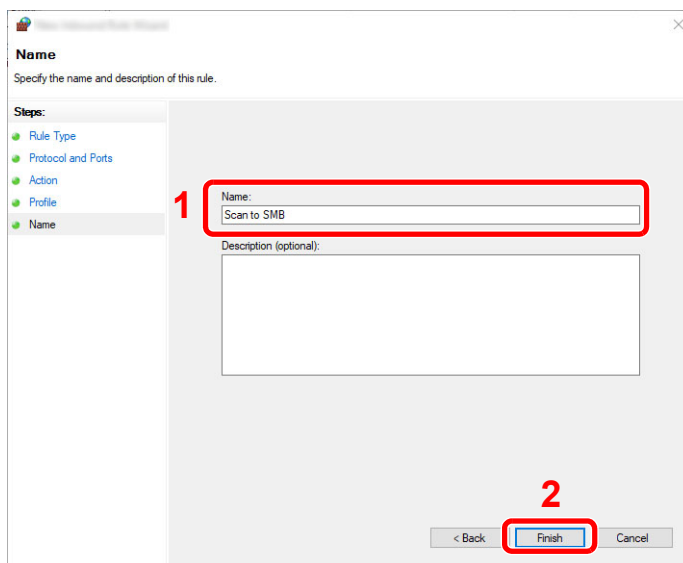 Name
Specify the name and description of this rule.
Steps:
Rule Type
Protocol and Ports
Action
Profile
Name
1
Name:
Scan to SMB
Description (optional):
2
< Back
Finish
Cancel